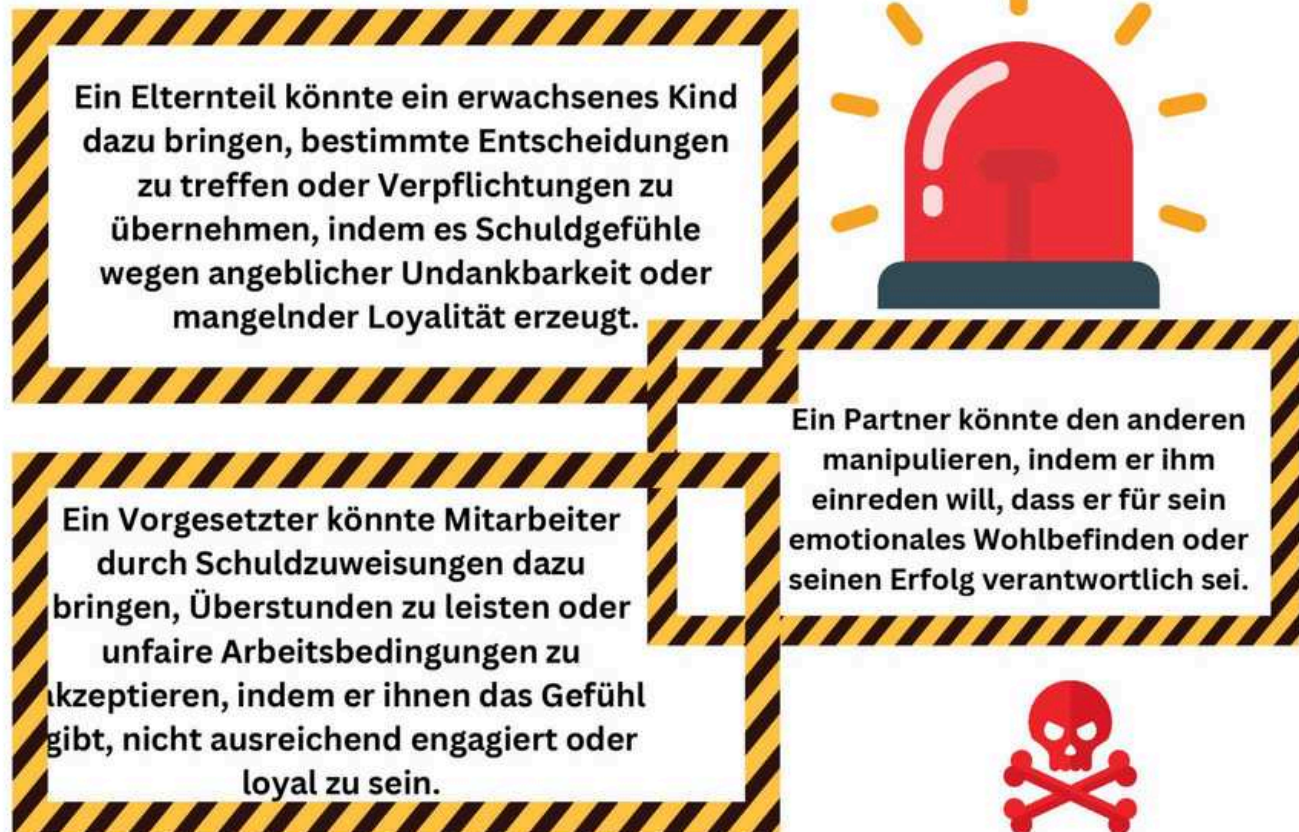 Ein Elternteil könnte ein erwachsenes Kind
dazu bringen, bestimmte Entscheidungen
zu treffen oder Verpflichtungen zu
übernehmen, indem es Schuldgefühle
wegen angeblicher Undankbarkeit oder
mangelnder Loyalität erzeugt.
Ein Partner könnte den anderen
manipulieren, indem er ihm
einreden will, dass er für sein
emotionales Wohlbefinden oder
seinen Erfolg verantwortlich sei.
Ein Vorgesetzter könnte Mitarbeiter
durch Schuldzuweisungen dazu
bringen, Überstunden zu leisten oder
unfaire Arbeitsbedingungen zu
akzeptieren, indem er ihnen das Gefühl
gibt, nicht ausreichend engagiert oder
loyal zu sein.